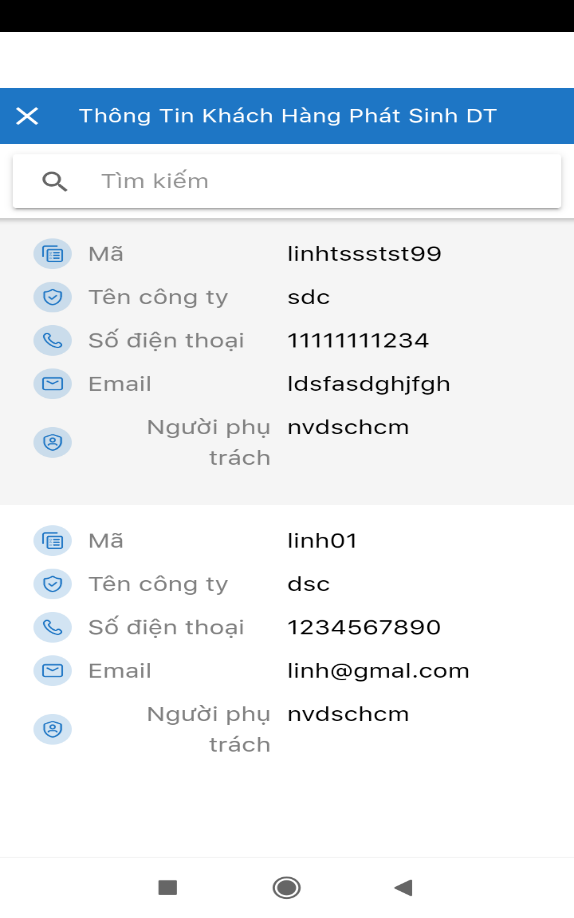 Thông Tin Khách Hàng Phát Sinh DT
Tìm kiếm
Mã linhtssstst99
Tên công ty sdc
Số điện thoại 11111111234
Email ldsfasdghjfgh
Người phụ nvdschcm
trách
Mã linh01
Tên công ty dsc
Số điện thoại 1234567890
Email linh@gmal.com
Người phụ nvdschcm
trách